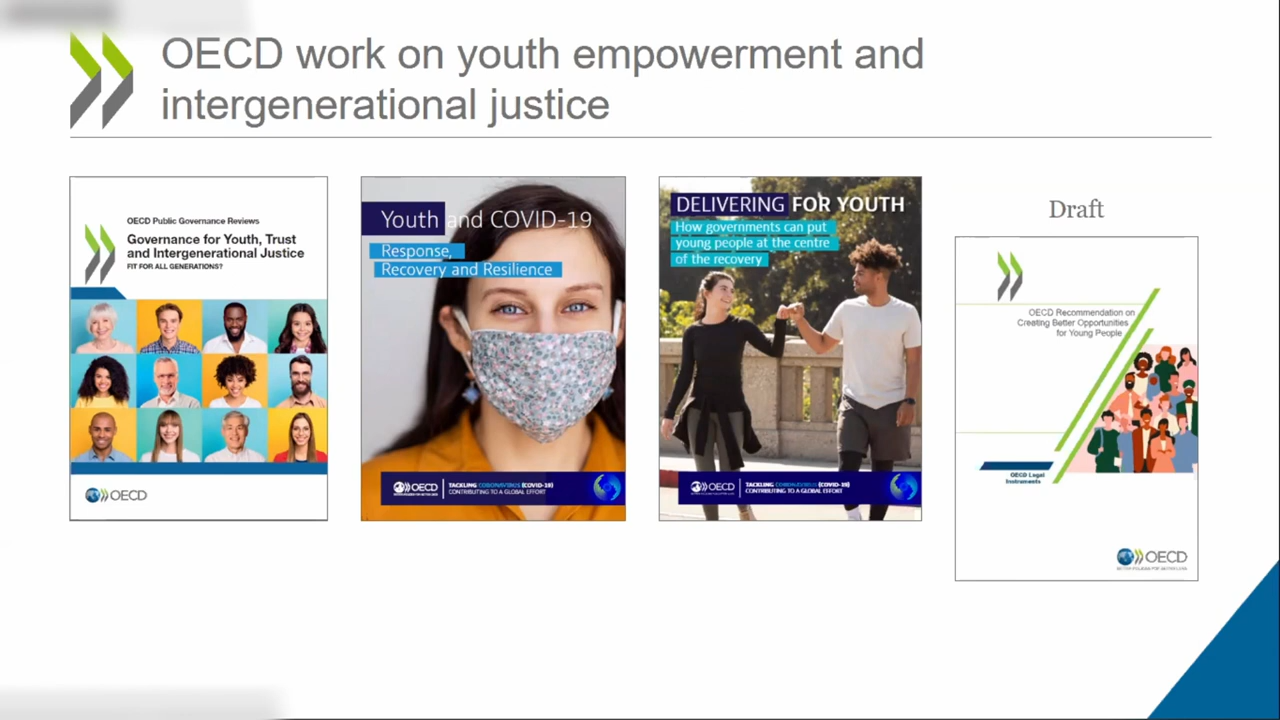 OECD work on youth empowerment and
intergenerational justice
OECD Public Governance Reviews
Governance for Youth, Trust
and Intergenerational Justice
FIT FOR ALL GENERATIONS?
OECD
Youth and COVID-19
Response,
Recovery and Resilience
OECD
TACKLING CORONAVIRUS (COVID-19)
CONTRIBUTING TO A GLOBAL EFFORT
DELIVERING FOR YOUTH
How governments can put
young people at the centre
of the recovery
OECD
TACKLING CORONAVIRUS (COVID-19)
CONTRIBUTING TO A GLOBAL EFFORT
Draft
OECD Recommendation on
Creating Better Opportunities
for Young People
OECD Legal
Instruments
OECD